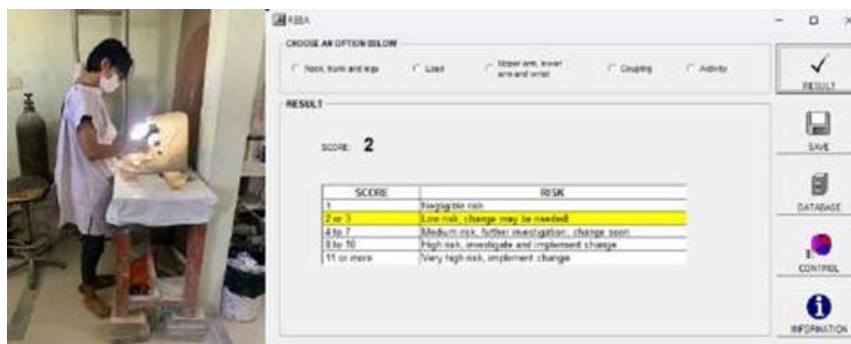 REBA
CHOOSE AN OPTION BELOW
Neck, trunk and legs
Load
Upper arm, lower
arm and wrist
Coupling
Activity
RESULT
SCORE: 2
SCORE RISK
1 Negligible risk
2 or 3 Low risk, change may be needed
4 to 7 Medium risk, further investigation, change soon
8 to 10 High risk, investigate and implement change
11 or more Very high risk, implement change
RESULT
SAVE
DATABASE
CONTROL
INFORMATION